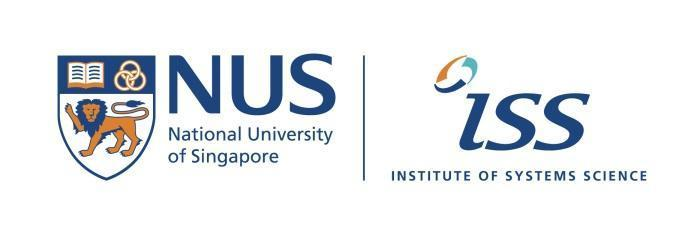 NUS
National University
of Singapore
iss
INSTITUTE OF SYSTEMS SCIENCE